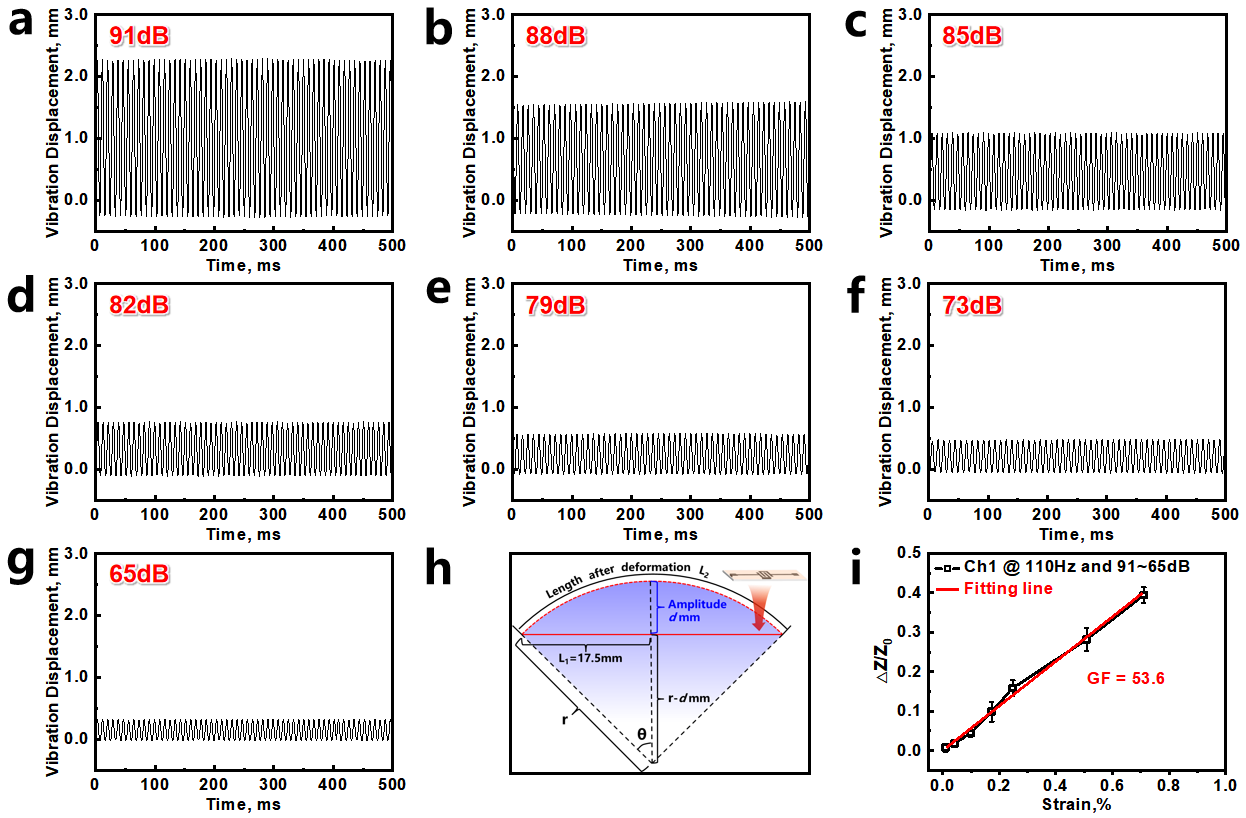 a
91dB
Vibration Displacement, mm
3.0
2.0
1.0
0.0
0 100 200 300 400 500
Time, ms
b
88dB
Vibration Displacement, mm
3.0
2.0
1.0
0.0
0 100 200 300 400 500
Time, ms
c
85dB
Vibration Displacement, mm
3.0
2.0
1.0
0.0
0 100 200 300 400 500
Time, ms
d
82dB
Vibration Displacement, mm
3.0
2.0
1.0
0.0
0 100 200 300 400 500
Time, ms
e
79dB
Vibration Displacement, mm
3.0
2.0
1.0
0.0
0 100 200 300 400 500
Time, ms
f
73dB
Vibration Displacement, mm
3.0
2.0
1.0
0.0
0 100 200 300 400 500
Time, ms
g
65dB
Vibration Displacement, mm
3.0
2.0
1.0
0.0
0 100 200 300 400 500
Time, ms
h
Length after deformation L₂
Amplitude
d mm
L₁=17.5mm
r-d mm
r
θ
i
Ch1 @ 110Hz and 91~65dB
Fitting line
GF = 53.6
△Z/Z₀
0.5
0.4
0.3
0.2
0.1
0.0
0.0 0.2 0.4 0.6 0.8 1.0
Strain,%